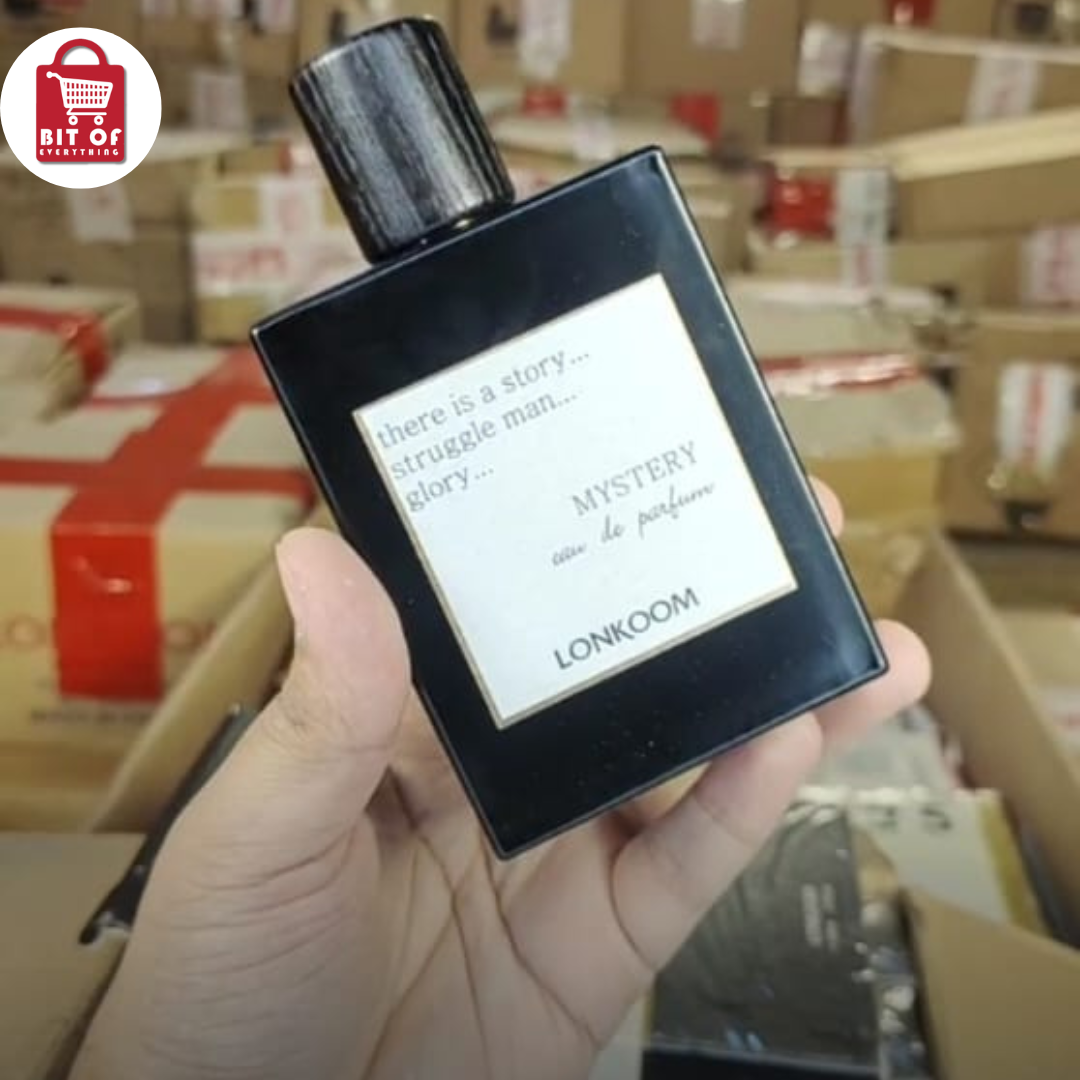 BIT OF
EVERYTHING
there is a story...
struggle man...
glory...
MYSTERY
eau de parfum
LONKOOM